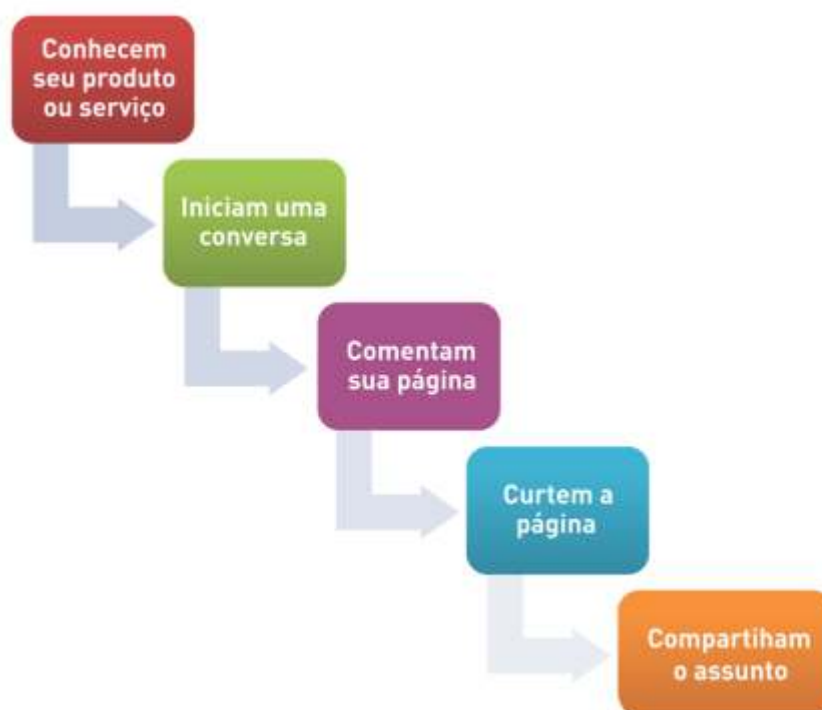 Conhecem
seu produto
ou serviço
Iniciam uma
conversa
Comentam
sua página
Curtem a
página
Compartiham
o assunto